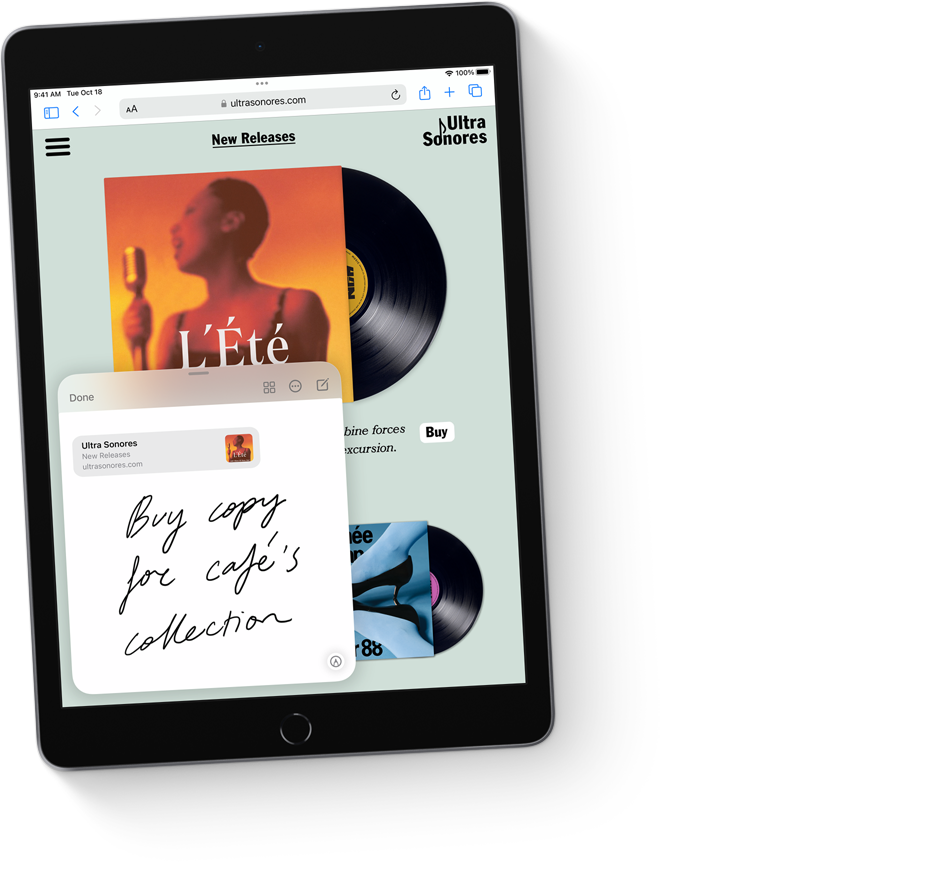 9:41 AM Tue Oct 18
100%
AA
ultrasonores.com
New Releases
Ultra
Sonores
L'Été
bine forces
excursion.
Buy
Done
Ultra Sonores
New Releases
ultrasonores.com
L'Été
Buy copy
for café's
collection
88